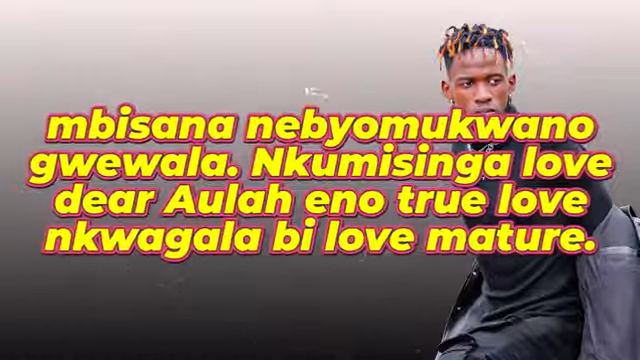 mbisana nebyomukwano
gwewala. Nkumisinga love
dear Aulah eno true love
nkwagala bi love mature.